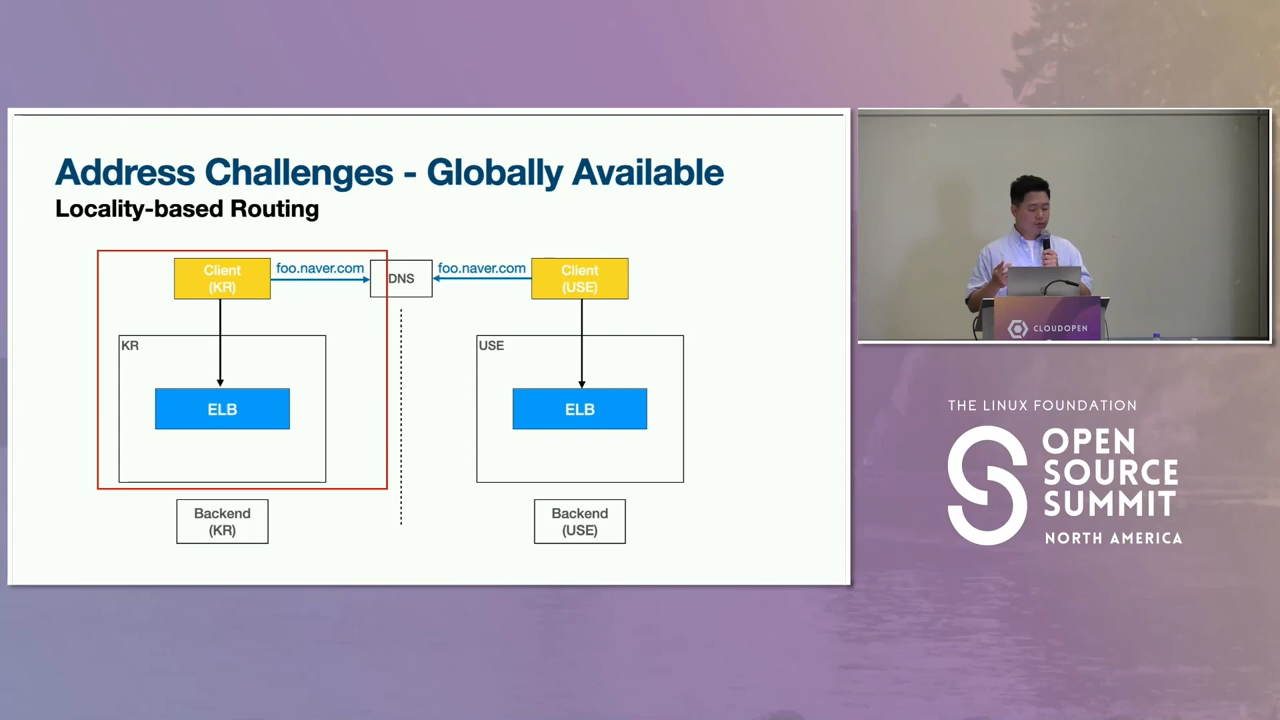 Address Challenges - Globally Available
Locality-based Routing
Client
(KR)
foo.naver.com
DNS
foo.naver.com
Client
(USE)
KR
ELB
USE
ELB
Backend
(KR)
Backend
(USE)
CLOUDOPEN
THE LINUX FOUNDATION
OPEN
SOURCE
SUMMIT
NORTH AMERICA